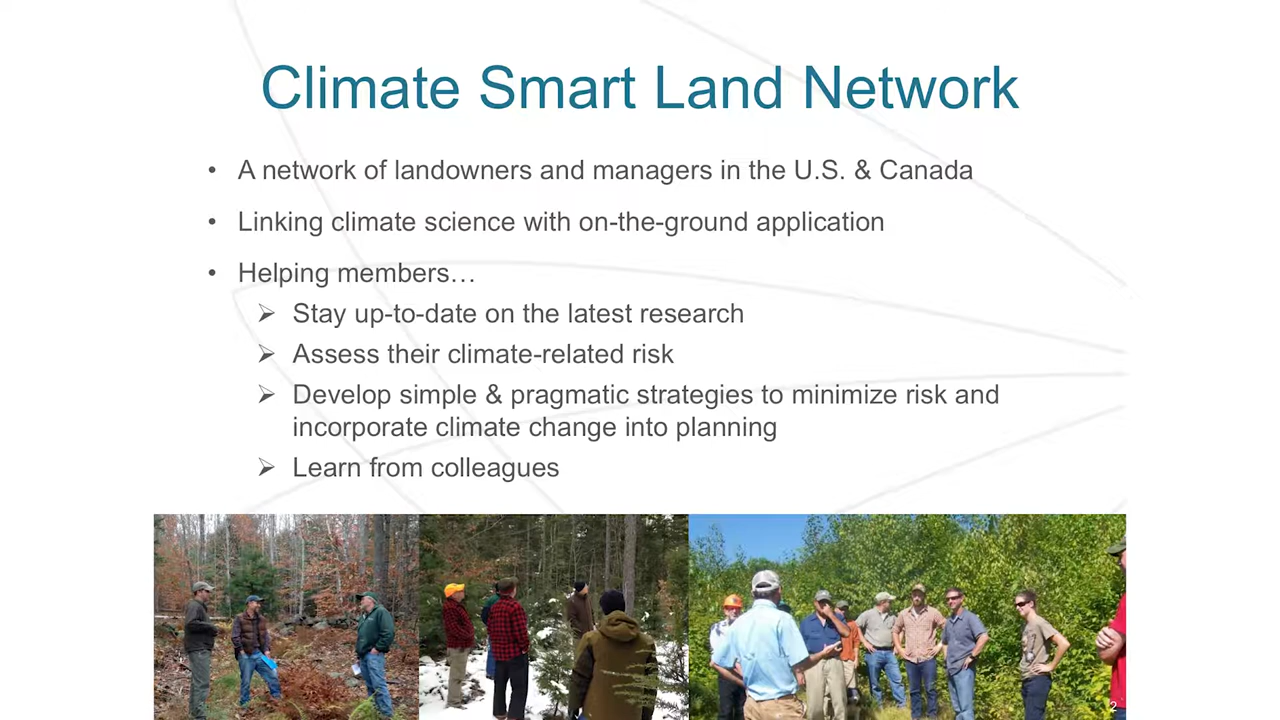 Climate Smart Land Network
• A network of landowners and managers in the U.S. & Canada
• Linking climate science with on-the-ground application
• Helping members…
➢ Stay up-to-date on the latest research
➢ Assess their climate-related risk
➢ Develop simple & pragmatic strategies to minimize risk and
incorporate climate change into planning
➢ Learn from colleagues
2